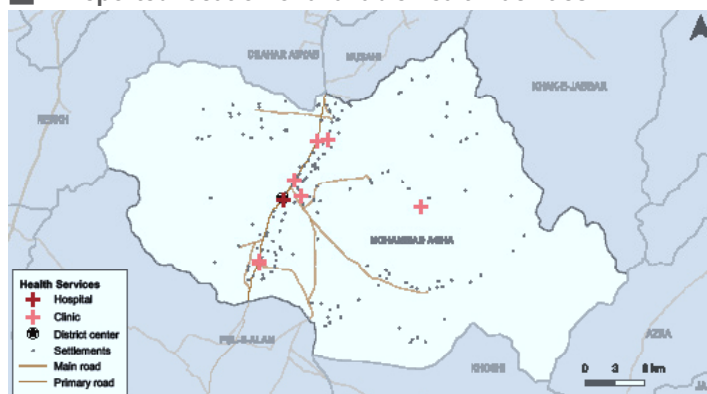 CHAHAR ASYAB
MUSAHI
KHAK-E-JABBAR
NERKH
MOHAMMAD AGHA
PUL-E-ALAM
KHOSHI
AZRA
Health Services
Hospital
Clinic
District center
Settlements
Main road
Primary road
0 3 6 km